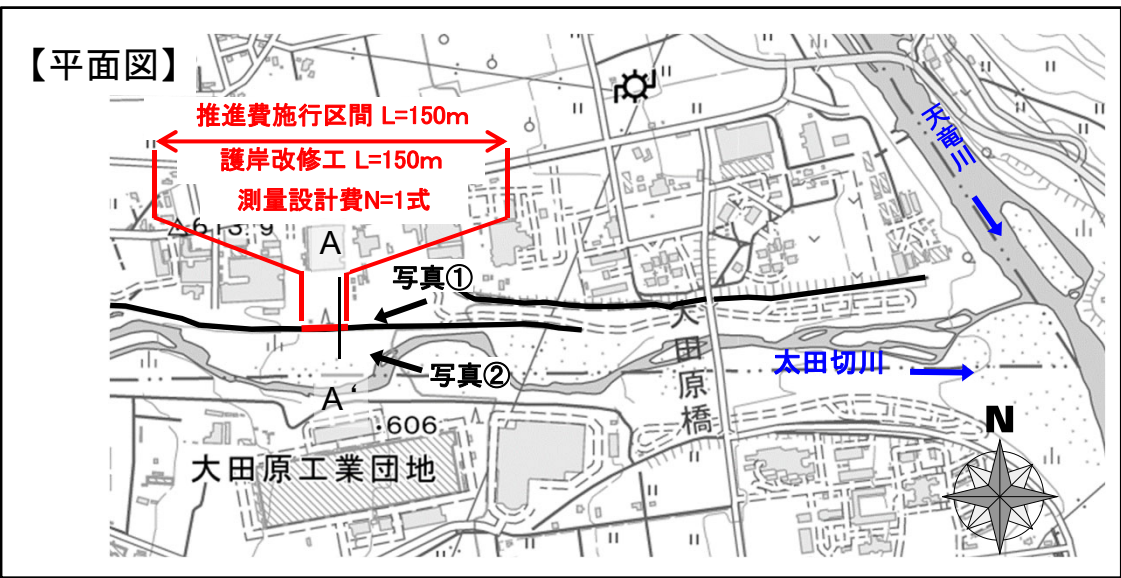 【平面図】
推進費施行区間 L=150m
護岸改修工 L=150m
測量設計費N=1式
天竜川
A
写真①
大田原橋
太田切川
写真②
A‘
606
N
大田原工業団地